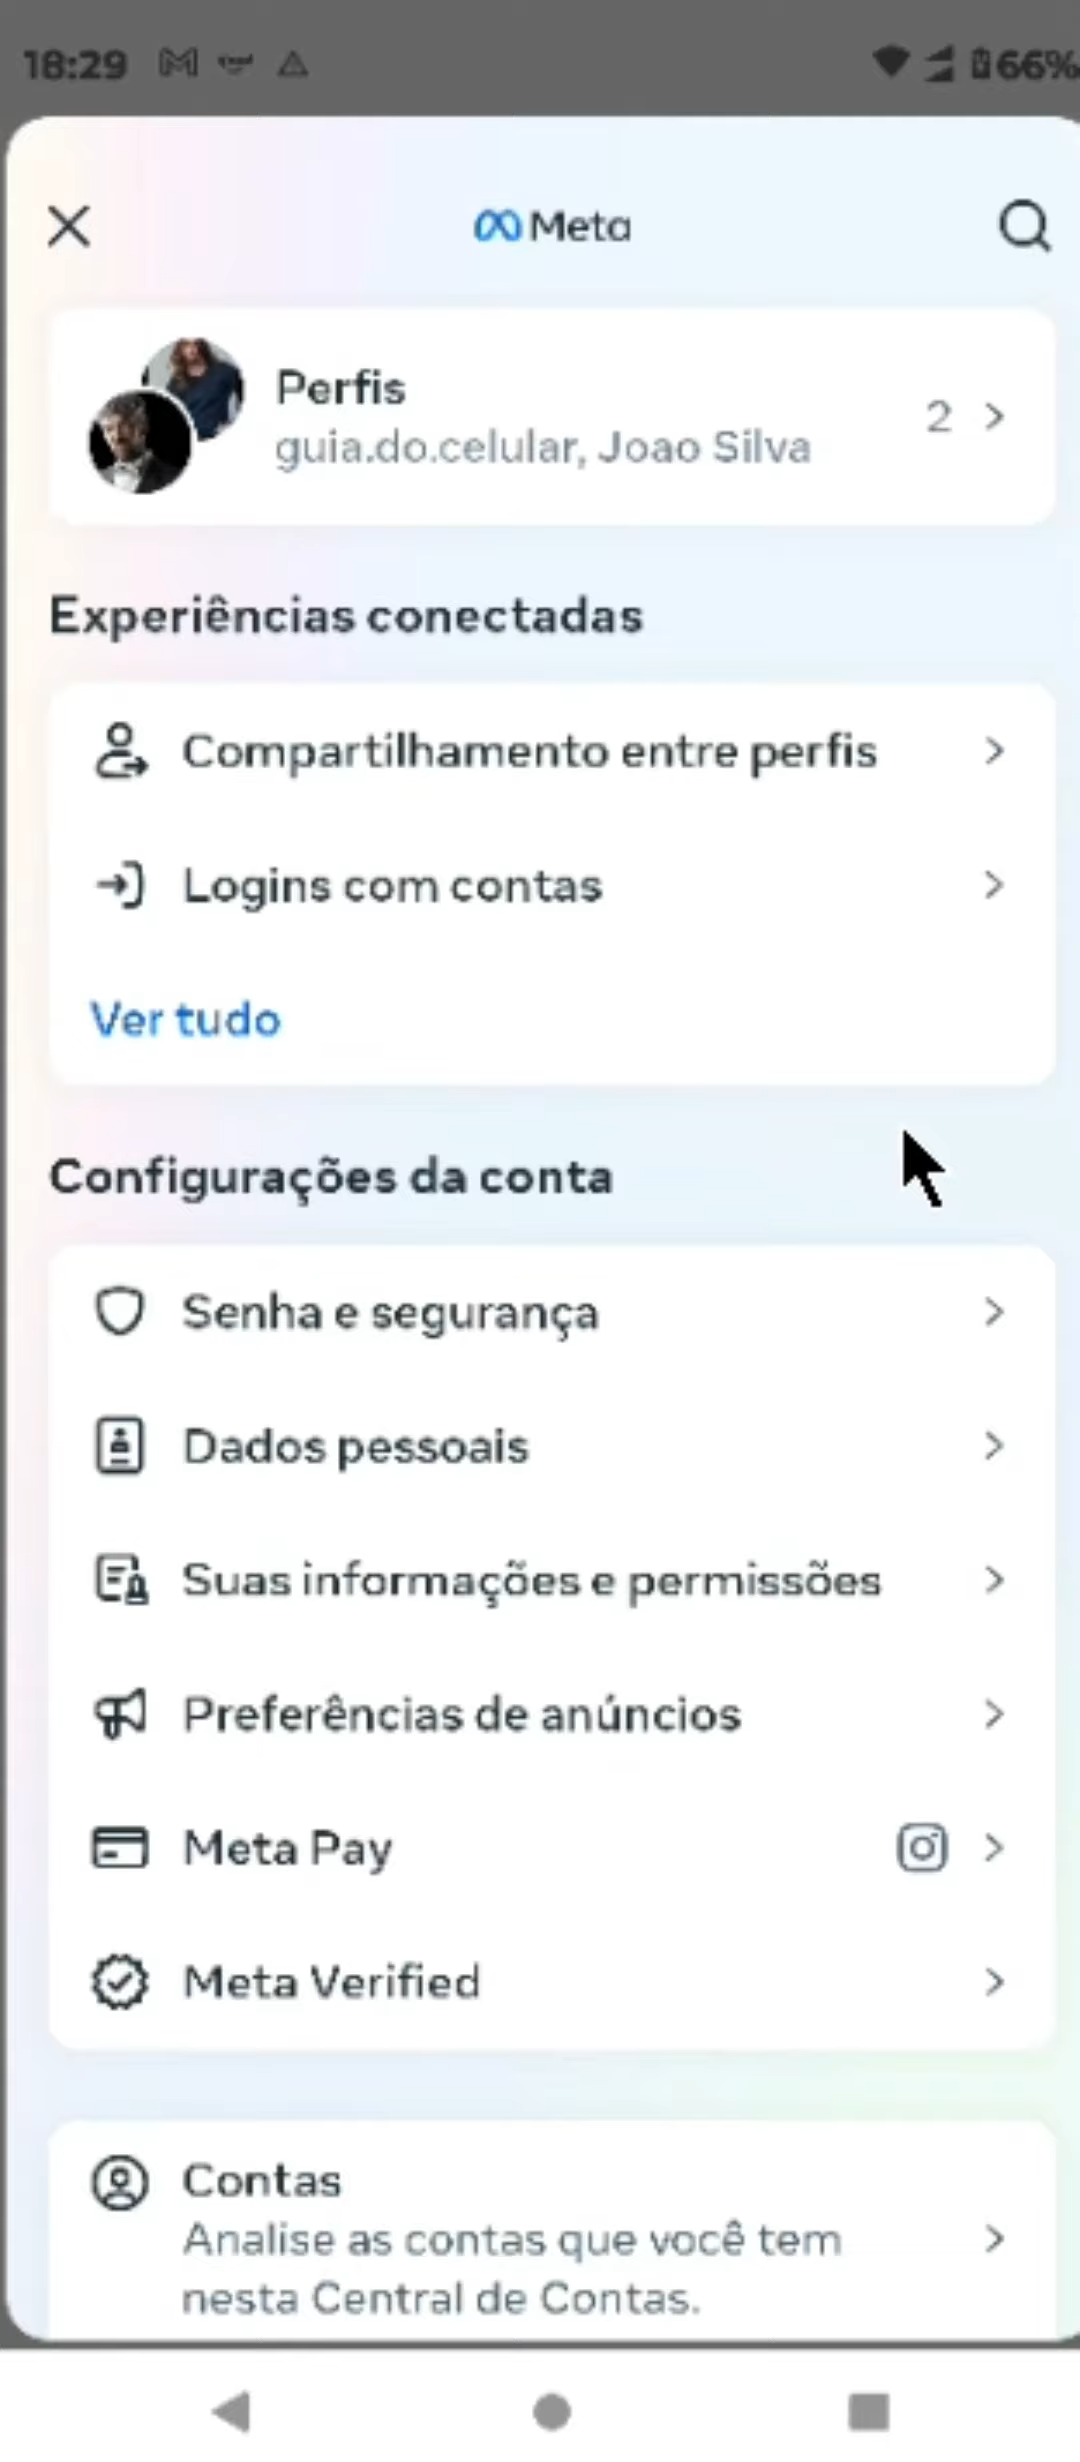 18:29 66%
Meta
Perfis
guia.do.celular, Joao Silva
2
Experiências conectadas
Compartilhamento entre perfis
Logins com contas
Ver tudo
Configurações da conta
Senha e segurança
Dados pessoais
Suas informações e permissões
Preferências de anúncios
Meta Pay
Meta Verified
Contas
Analise as contas que você tem
nesta Central de Contas.